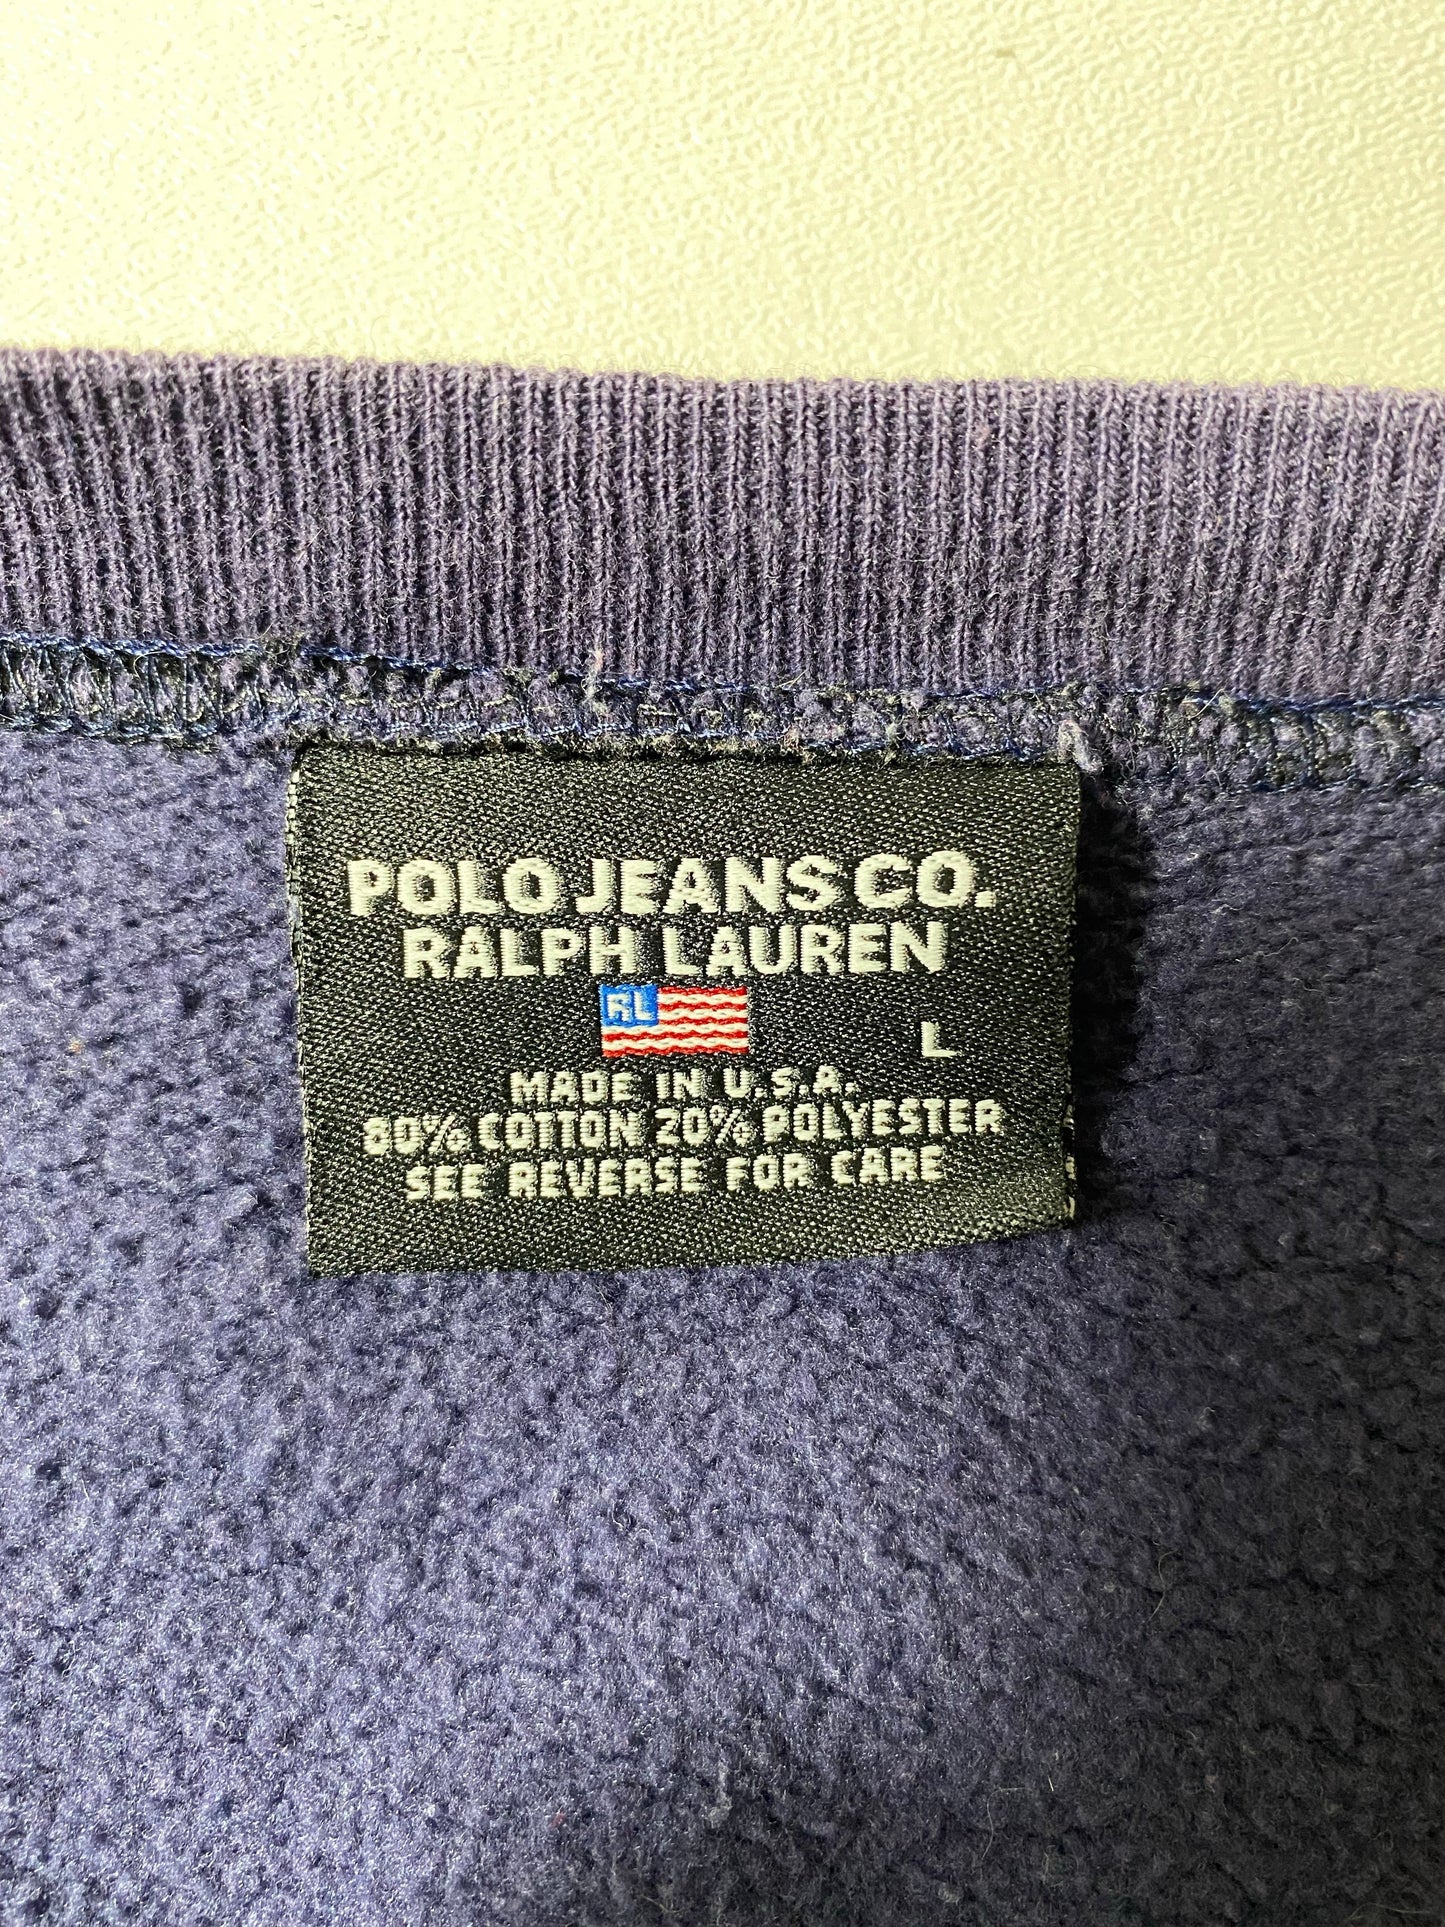 POLO JEANS CO.
RALPH LAUREN
RL
L
MADE IN U.S.A.
80% COTTON 20% POLYESTER
SEE REVERSE FOR CARE